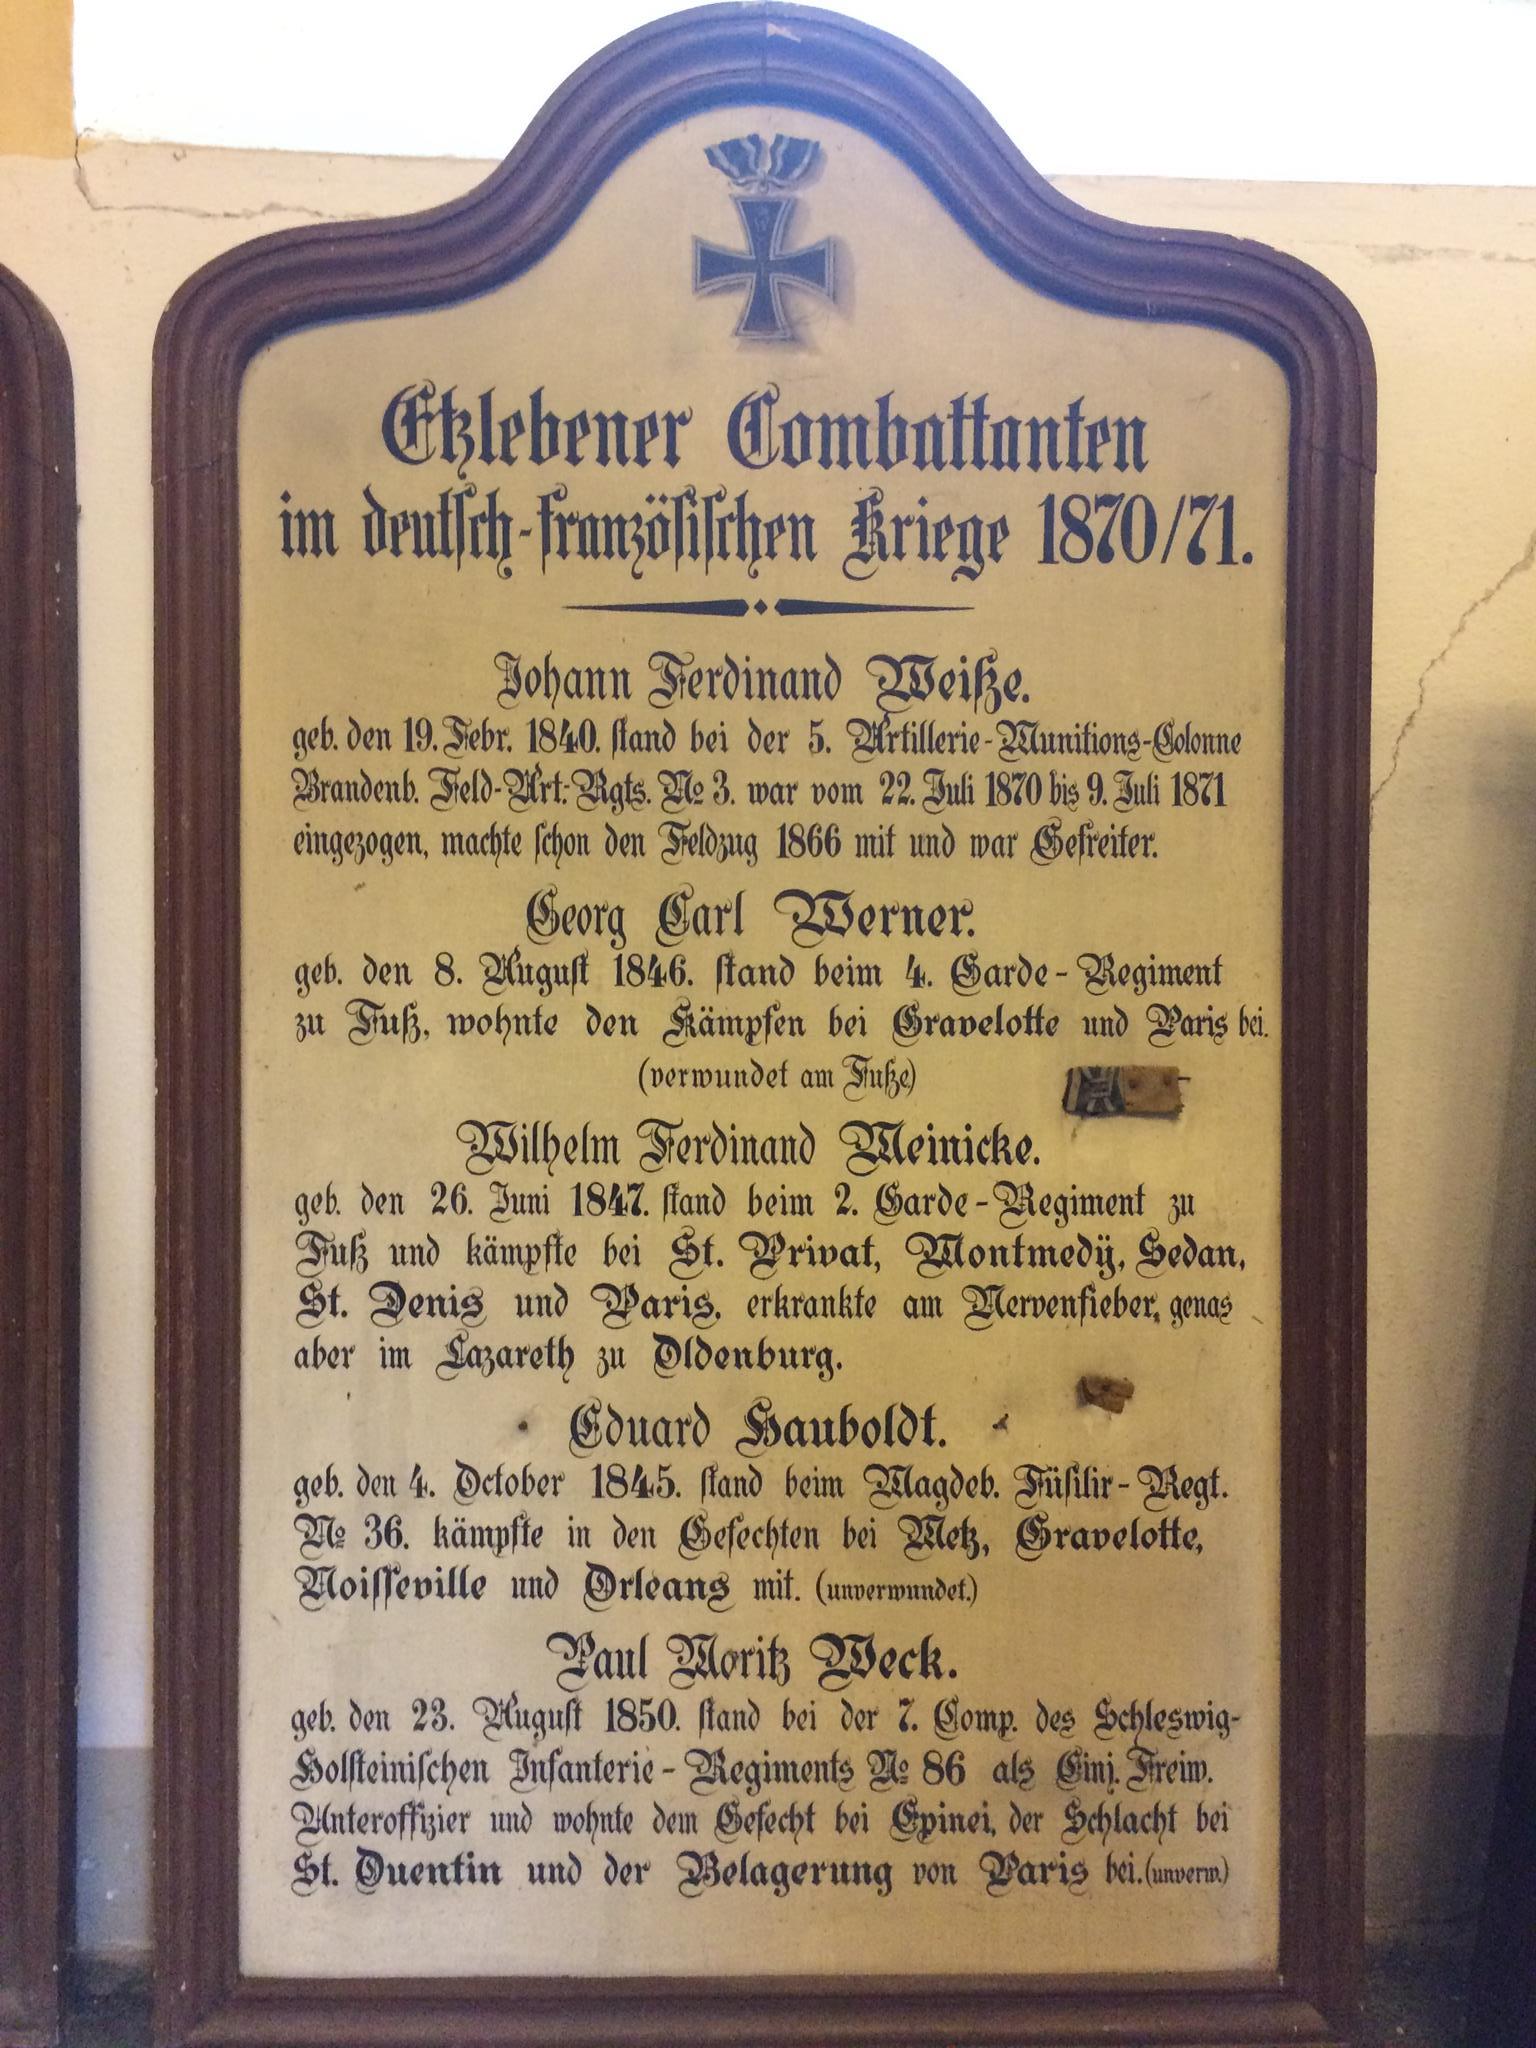 Etzlebener Combattanten
im deutsch-französischen Kriege 1870/71.
Johann Ferdinand Weiße.
geb. den 19. Febr. 1840. stand bei der 5. Artillerie-Munitions-Colonne
Brandenb. Feld-Art.-Rgts. No 3. war vom 22. Juli 1870 bis 9. Juli 1871
eingezogen, machte schon den Feldzug 1866 mit und war Gefreiter.
Georg Carl Werner.
geb. den 8. August 1846. stand beim 4. Garde-Regiment
zu Fuß, wohnte den Kämpfen bei Gravelotte und Paris bei.
(verwundet am Fuße)
Wilhelm Ferdinand Meinicke.
geb. den 26. Juni 1847. stand beim 2. Garde-Regiment zu
Fuß und kämpfte bei St. Privat, Montmedÿ, Sedan,
St. Denis und Paris, erkrankte am Nervenfieber, genas
aber im Lazareth zu Oldenburg.
Eduard Hauboldt.
geb. den 4. October 1845. stand beim Magdeb. Füsilir-Regt.
No 36. kämpfte in den Gefechten bei Metz, Gravelotte,
Noisseville und Orleans mit. (unverwundet.)
Paul Moritz Weck.
geb. den 23. August 1850. stand bei der 7. Comp. des Schleswig-
Holsteinischen Infanterie-Regiments No 86 als Einj. Freiw.
Unteroffizier und wohnte dem Gefecht bei Epinei, der Schlacht bei
St. Quentin und der Belagerung von Paris bei. (unverw.)